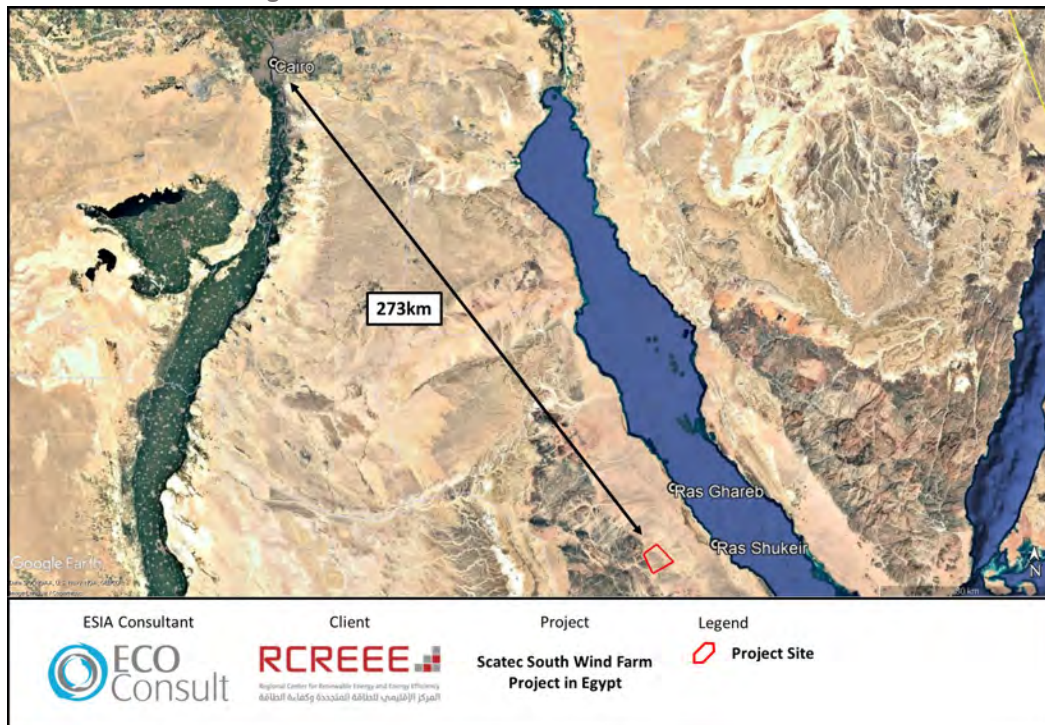 Cairo
273km
Ras Ghareb
Ras Shukeir
Google Earth
N
ESIA Consultant
ECO
Consult
Client
RCREEE
Regional Center for Renewable Energy and Energy Efficiency
المركز الإقليمي للطاقة المتجددة وكفاءة الطاقة
Project
Scatec South Wind Farm
Project in Egypt
Legend
Project Site